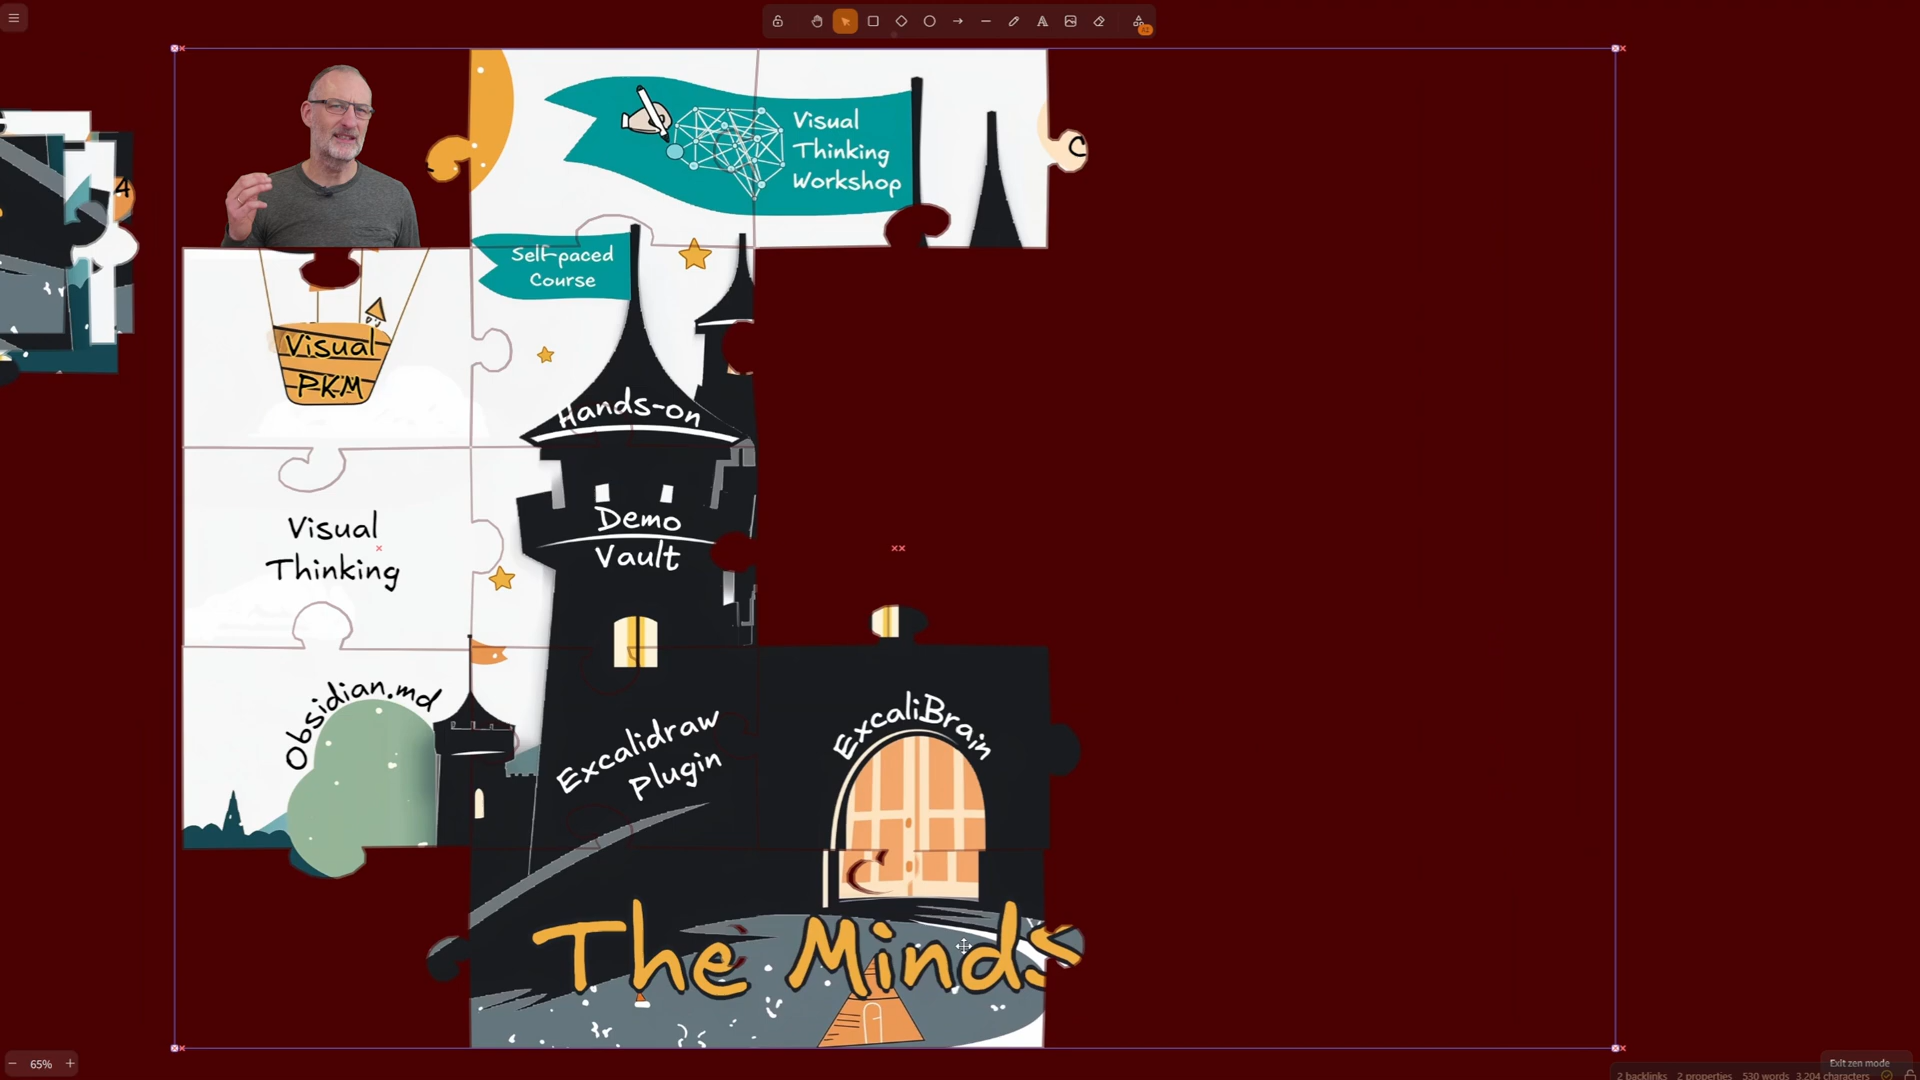 Visual
Thinking
Workshop
C
4
Self-paced
Course
Visual
PKM
Hands-on
Demo
Vault
Visual
Thinking
Obsidian.md
Excalidraw
Plugin
ExcaliBrain
The Minds
65%
Exit zen mode
2 backlinks 2 properties 530 words 3 204 characters